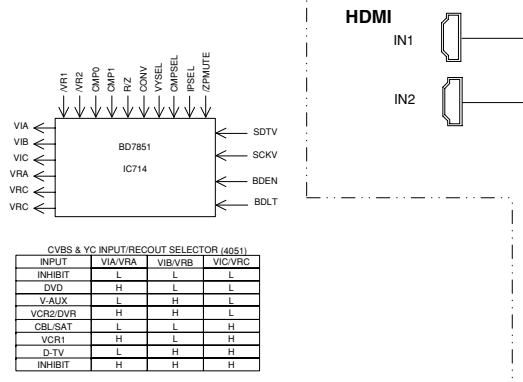 HDMI
IN1
IN2
/VR1
/VR2
CMP0
CMP1
R/Z
CONV
VYSEL
CMPSEL
IPSEL
/ZPMUTE
VIA
VIB
VIC
VRA
VRC
VRC
BD7851
IC714
SDTV
SCKV
BDEN
BDLT
CVBS & YC INPUT/RECOUT SELECTOR (4051)
INPUT VIA/VRA VIB/VRB VIC/VRC
INHIBIT L L L
DVD H L L
V-AUX L H L
VCR2/DVR H H L
CBL/SAT L L H
VCR1 H L H
D-TV L H H
INHIBIT H H H